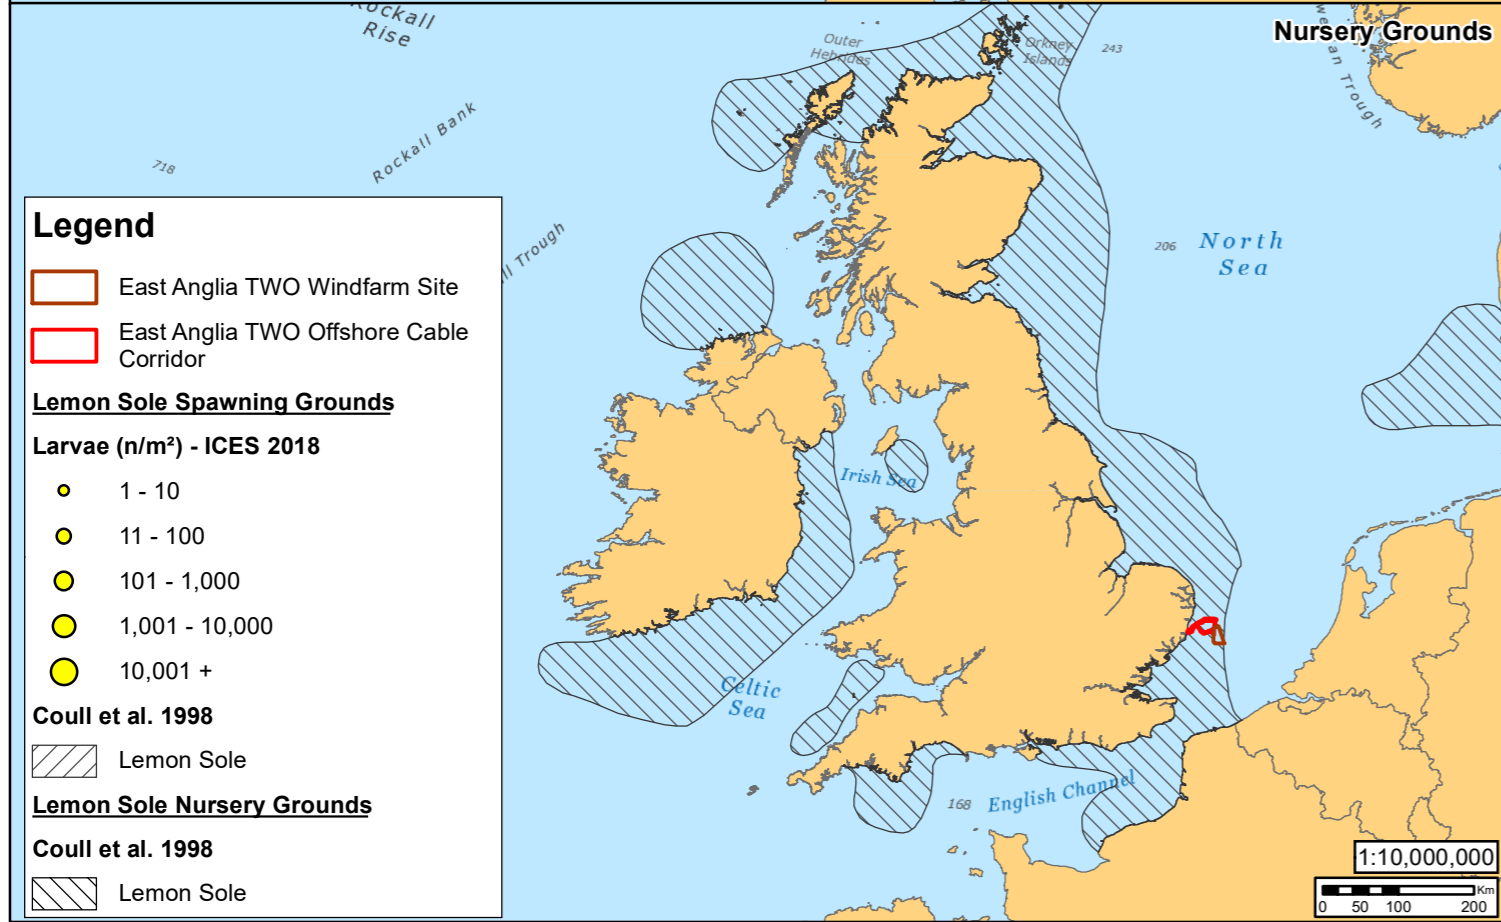 Rockall
Rise
Outer
Hebrides
Orkney
Islands
243
Nursery Grounds
Trough
Rockall Bank
718
Trough
206
North
Sea
Legend
East Anglia TWO Windfarm Site
East Anglia TWO Offshore Cable
Corridor
Lemon Sole Spawning Grounds
Larvae (n/m²) - ICES 2018
1 - 10
11 - 100
101 - 1,000
1,001 - 10,000
10,001 +
Coull et al. 1998
Lemon Sole
Lemon Sole Nursery Grounds
Coull et al. 1998
Lemon Sole
Irish Sea
Celtic
Sea
168
English Channel
1:10,000,000
Km
0 50 100 200